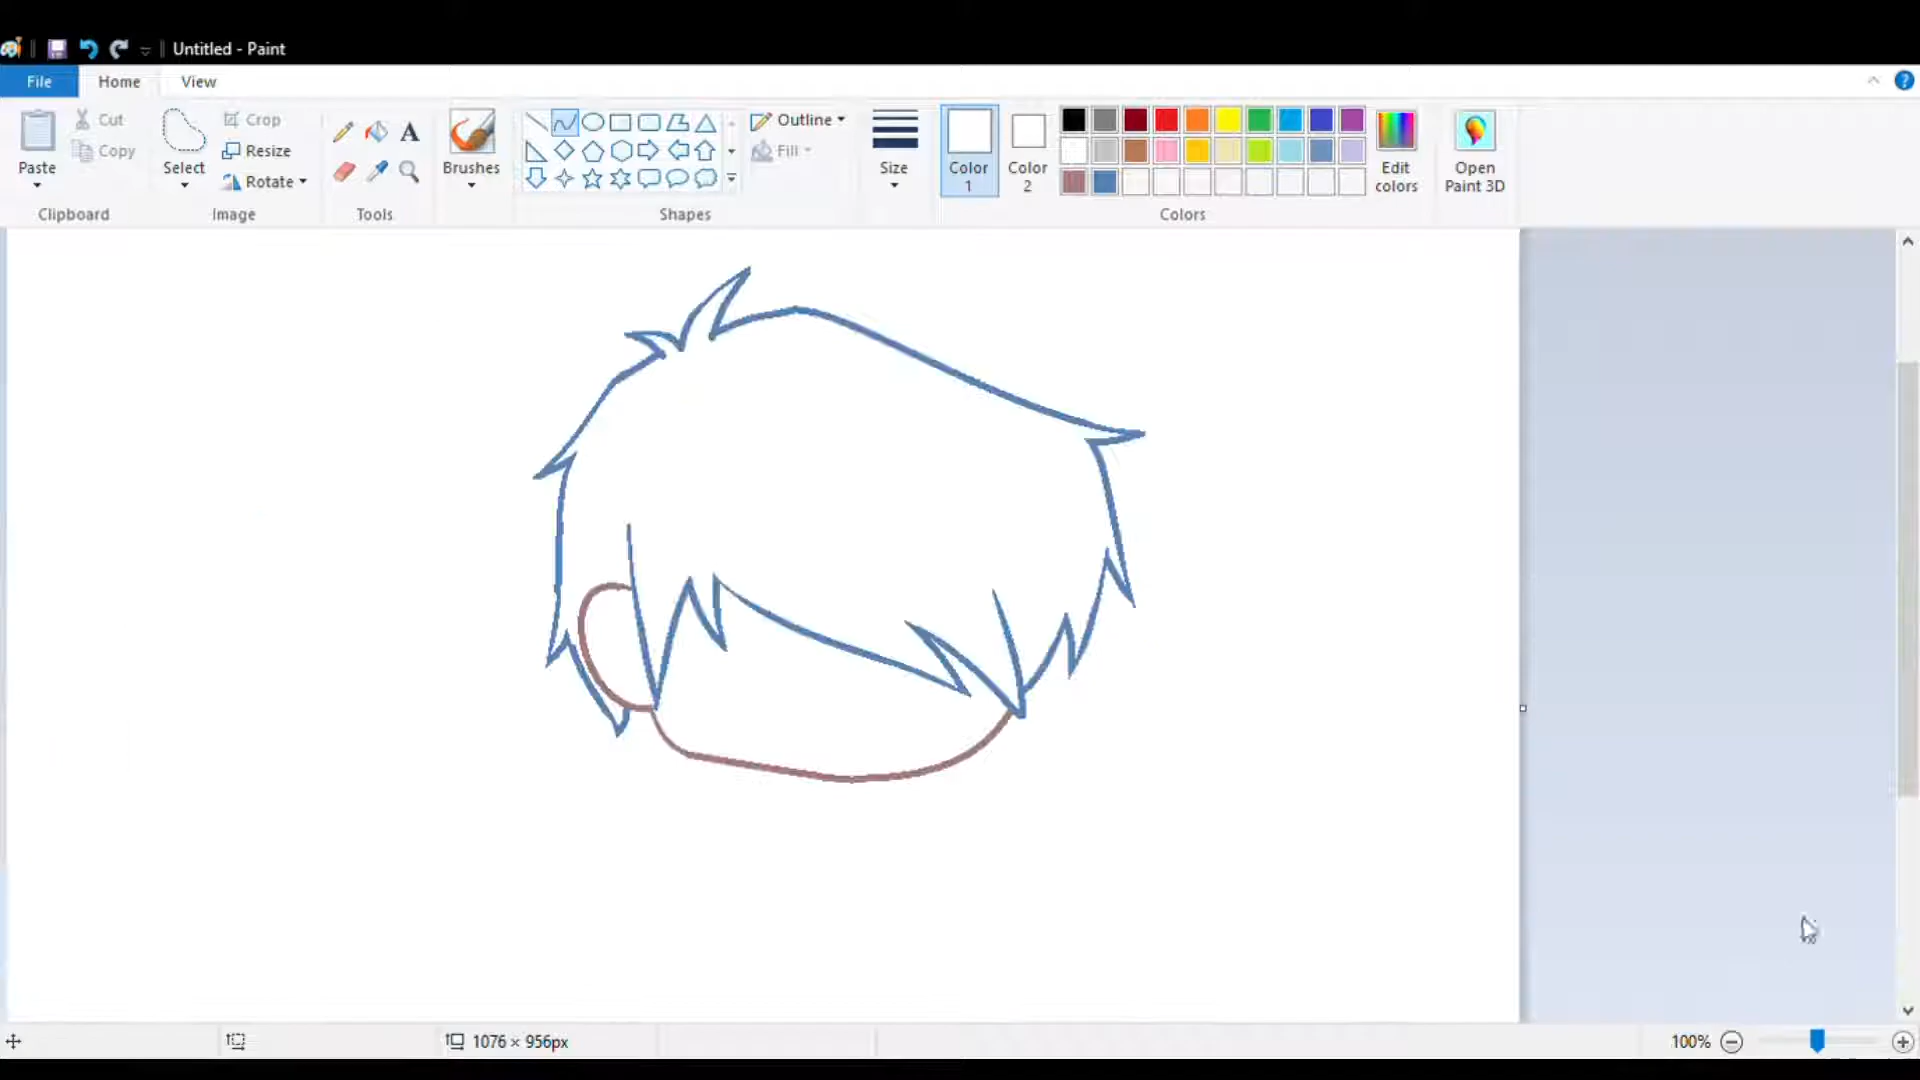 Untitled - Paint
File Home View
Paste
Cut
Copy
Clipboard
Select
Crop
Resize
Rotate
Image
A
Tools
Brushes
Shapes
Outline
Fill
Size
Color
1
Color
2
Colors
Edit
colors
Open
Paint 3D
?
1076 × 956px
100%